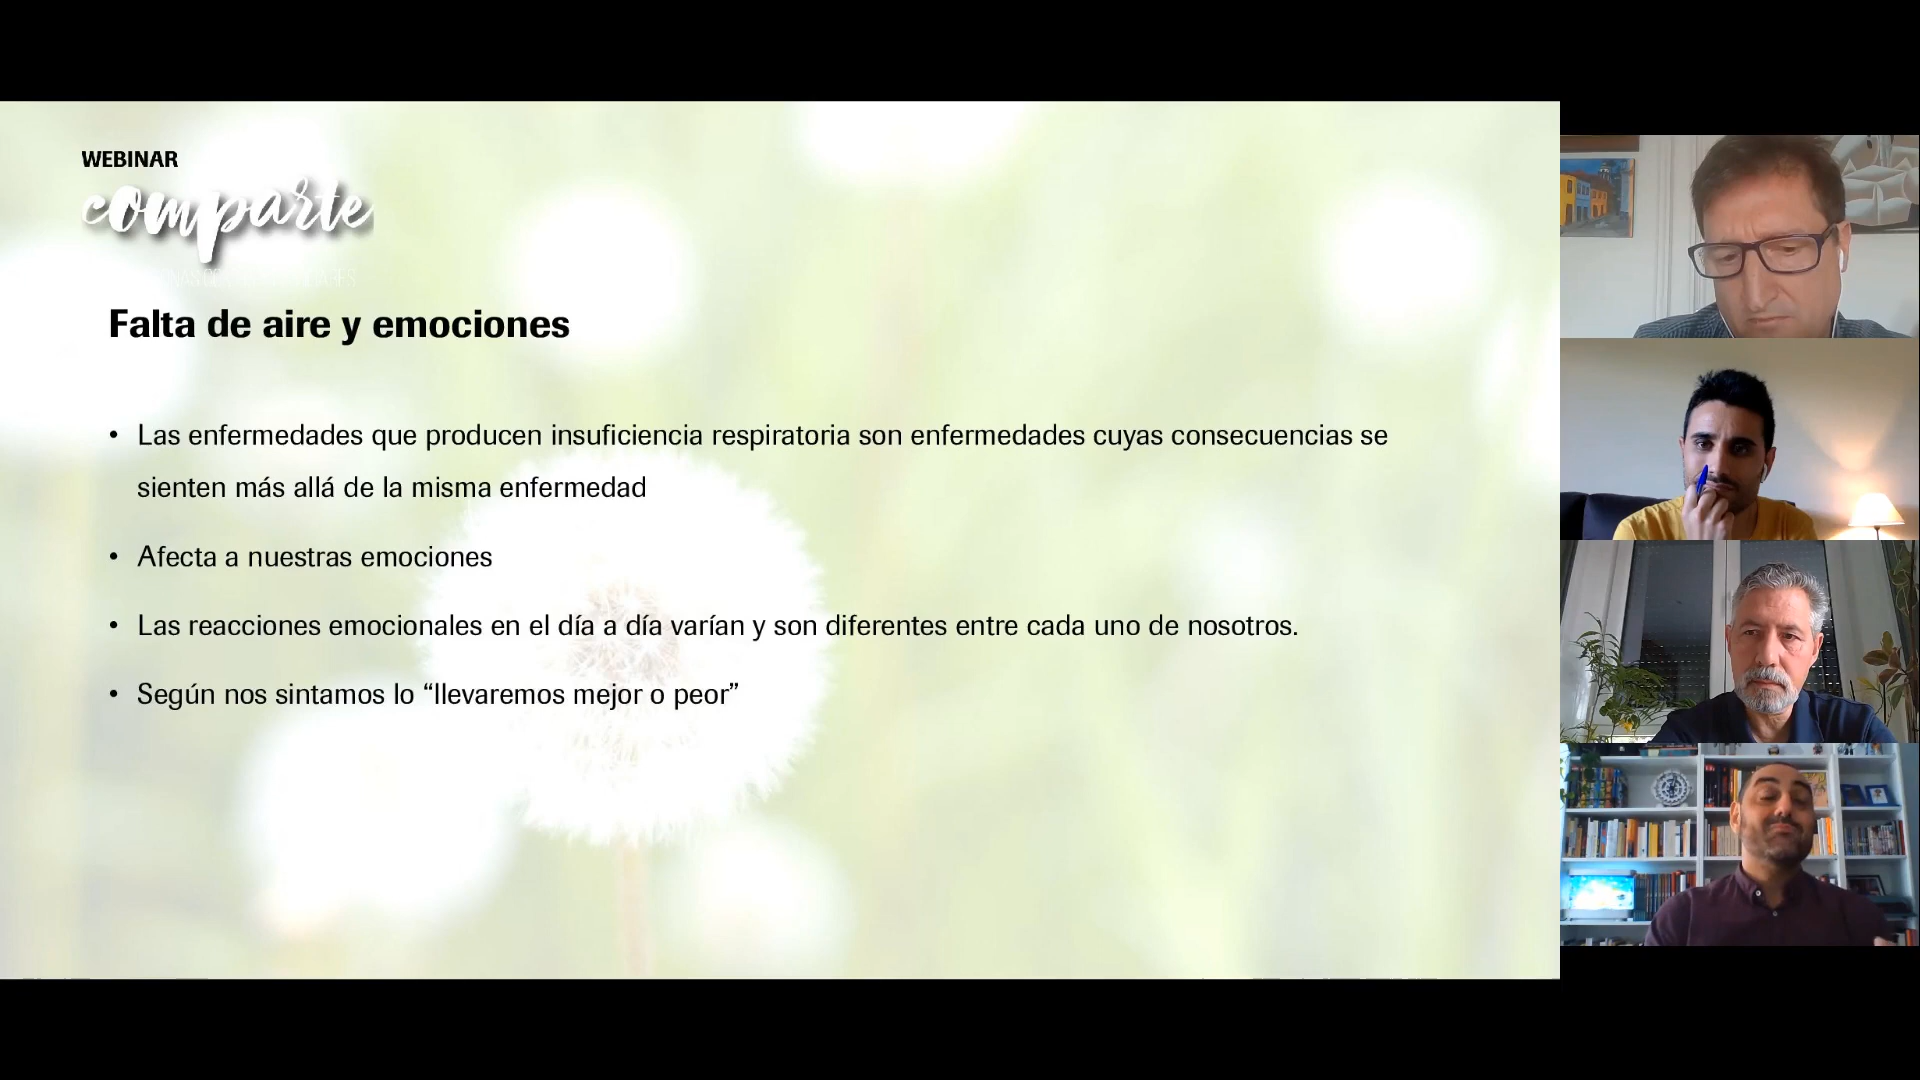 WEBINAR
comparte
Falta de aire y emociones
• Las enfermedades que producen insuficiencia respiratoria son enfermedades cuyas consecuencias se
sienten más allá de la misma enfermedad
• Afecta a nuestras emociones
• Las reacciones emocionales en el día a día varían y son diferentes entre cada uno de nosotros.
• Según nos sintamos lo “llevaremos mejor o peor”